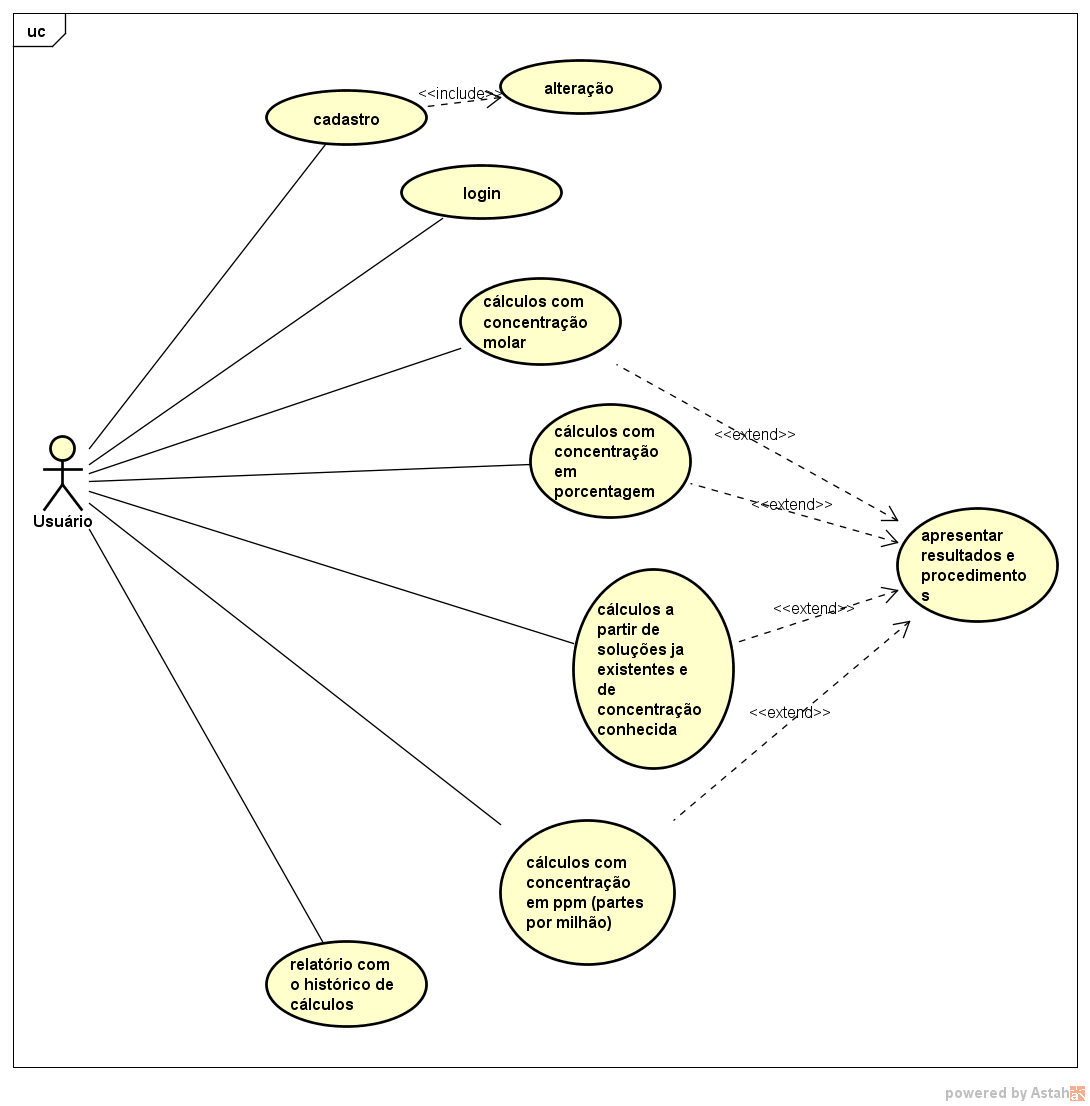 uc
<<include>>
alteração
cadastro
login
cálculos com
concentração
molar
<<extend>>
cálculos com
concentração
em
porcentagem
<<extend>>
Usuário
apresentar
resultados e
procedimento
s
cálculos a
partir de
soluções ja
existentes e
de
concentração
conhecida
<<extend>>
<<extend>>
cálculos com
concentração
em ppm (partes
por milhão)
relatório com
o histórico de
cálculos
powered by Astah